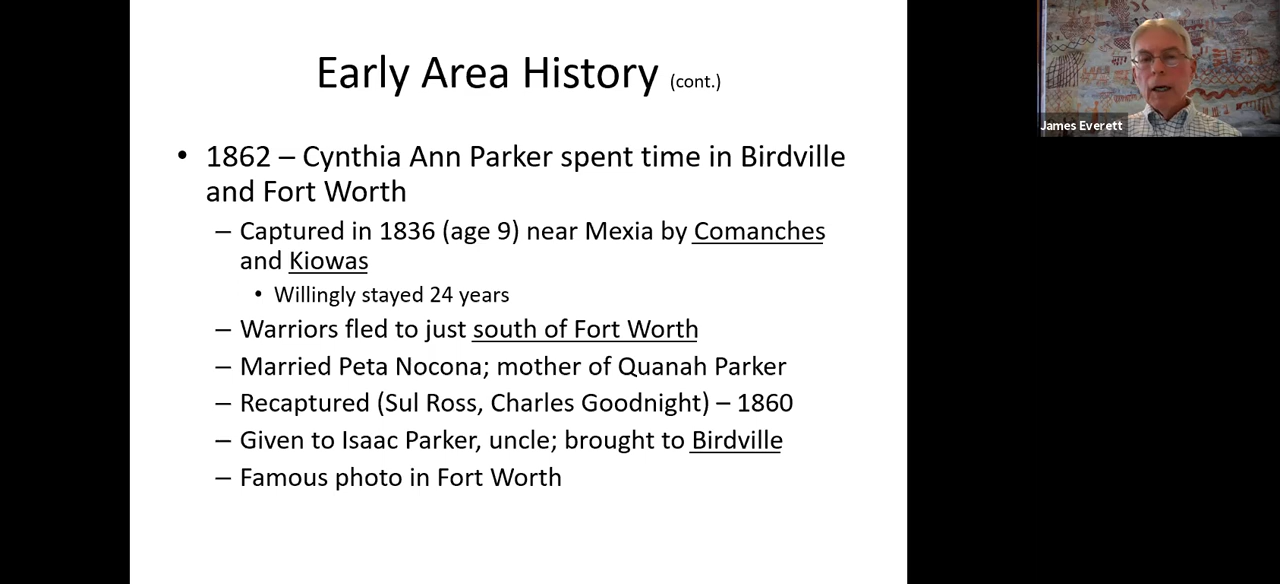 Early Area History (cont.)
• 1862 – Cynthia Ann Parker spent time in Birdville
and Fort Worth
– Captured in 1836 (age 9) near Mexia by Comanches
and Kiowas
• Willingly stayed 24 years
– Warriors fled to just south of Fort Worth
– Married Peta Nocona; mother of Quanah Parker
– Recaptured (Sul Ross, Charles Goodnight) – 1860
– Given to Isaac Parker, uncle; brought to Birdville
– Famous photo in Fort Worth
James Everett